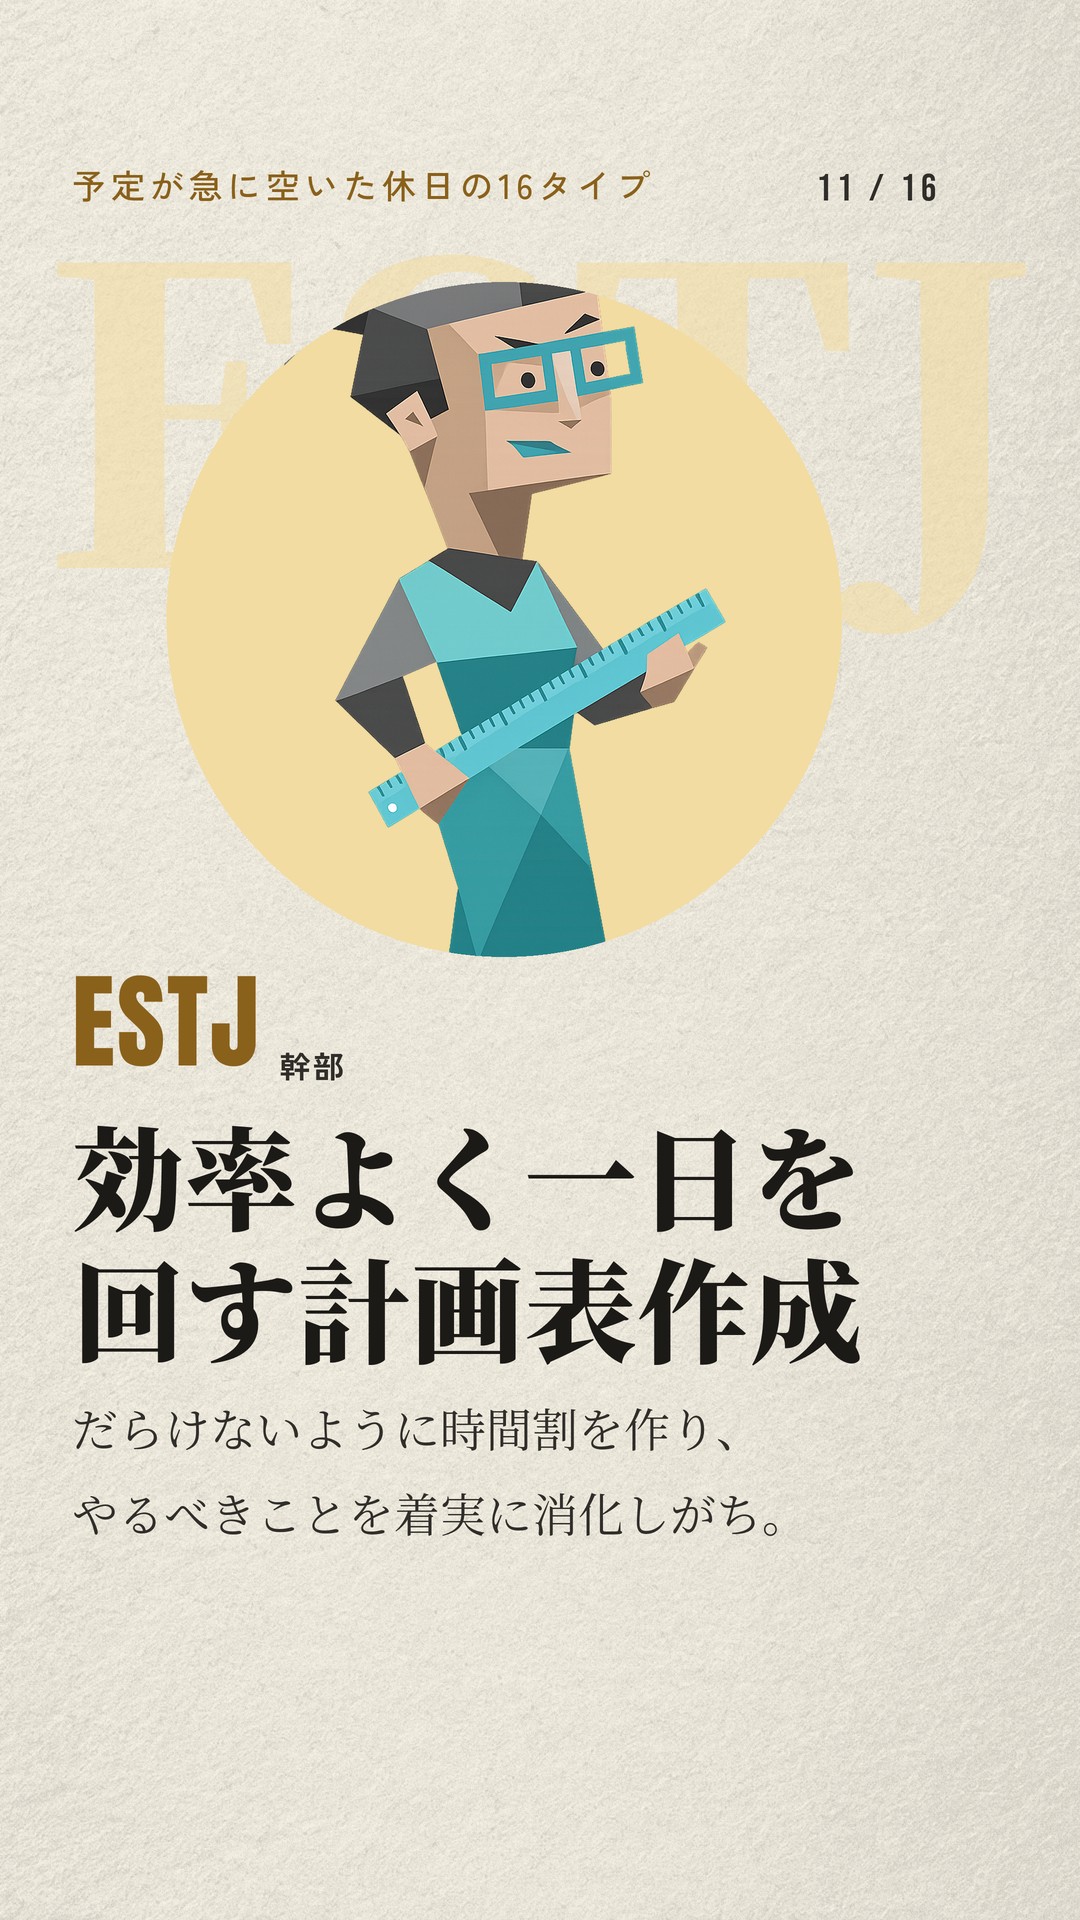 予定が急に空いた休日の16タイプ
11 / 16
ESTJ
ESTJ
幹部
効率よく一日を
回す計画表作成
だらけないように時間割を作り、
やるべきことを着実に消化しがち。